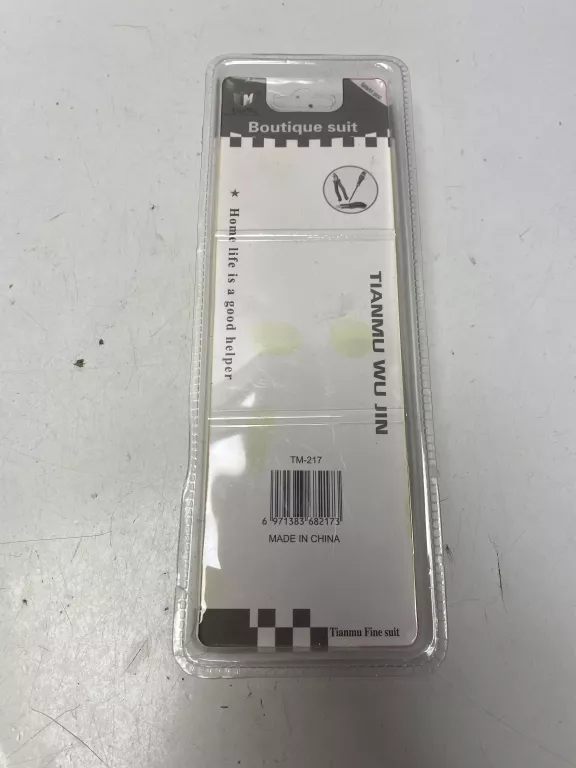 TM
Boutique suit
★ Home life is a good helper
TIANMU WU JIN
TM-217
6 971383 682173
MADE IN CHINA
Tianmu Fine suit